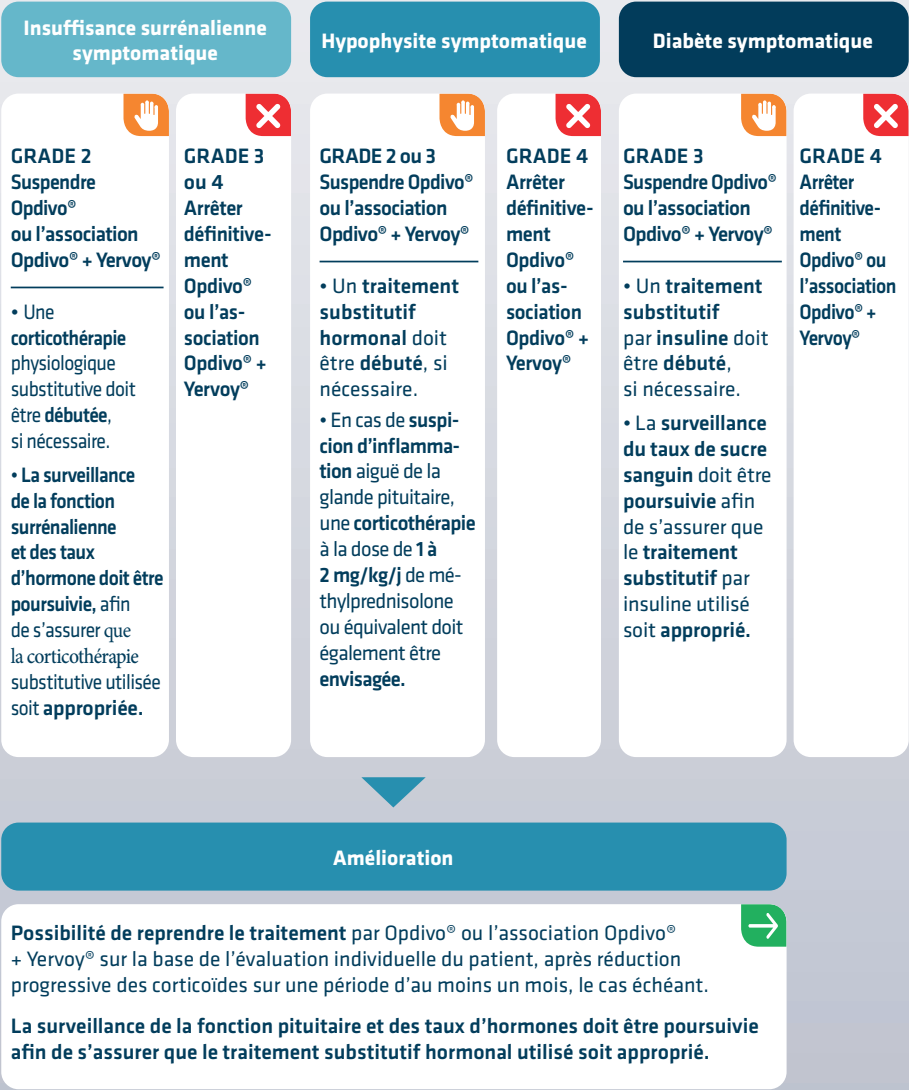 Insuffisance surrénalienne
symptomatique
Hypophysite symptomatique
Diabète symptomatique
GRADE 2
Suspendre
Opdivo®
ou l'association
Opdivo® + Yervoy®
• Une
corticothérapie
physiologique
substitutive doit
être débutée,
si nécessaire.
• La surveillance
de la fonction
surrénalienne
et des taux
d'hormone doit être
poursuivie, afin
de s'assurer que
la corticothérapie
substitutive utilisée
soit appropriée.
GRADE 3
ou 4
Arrêter
définitive-
ment
Opdivo®
ou l'as-
sociation
Opdivo® +
Yervoy®
GRADE 2 ou 3
Suspendre Opdivo®
ou l'association
Opdivo® + Yervoy®
• Un traitement
substitutif
hormonal doit
être débuté, si
nécessaire.
• En cas de suspi-
cion d'inflamma-
tion aiguë de la
glande pituitaire,
une corticothérapie
à la dose de 1 à
2 mg/kg/j de mé-
thylprednisolone
ou équivalent doit
également être
envisagée.
GRADE 4
Arrêter
définitive-
ment
Opdivo®
ou l'as-
sociation
Opdivo® +
Yervoy®
GRADE 3
Suspendre Opdivo®
ou l'association
Opdivo® + Yervoy®
• Un traitement
substitutif
par insuline doit
être débuté,
si nécessaire.
• La surveillance
du taux de sucre
sanguin doit être
poursuivie afin
de s'assurer que
le traitement
substitutif par
insuline utilisé
soit approprié.
GRADE 4
Arrêter
définitive-
ment
Opdivo® ou
l'association
Opdivo® +
Yervoy®
Amélioration
Possibilité de reprendre le traitement par Opdivo® ou l'association Opdivo®
+ Yervoy® sur la base de l'évaluation individuelle du patient, après réduction
progressive des corticoïdes sur une période d'au moins un mois, le cas échéant.
La surveillance de la fonction pituitaire et des taux d'hormones doit être poursuivie
afin de s'assurer que le traitement substitutif hormonal utilisé soit approprié.